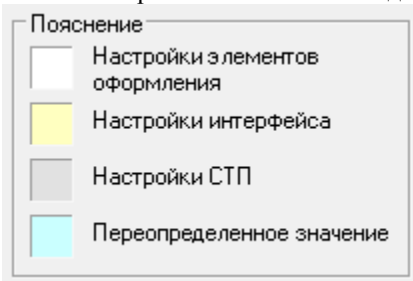 Пояснение
Настройки элементов
оформления
Настройки интерфейса
Настройки СТП
Переопределенное значение